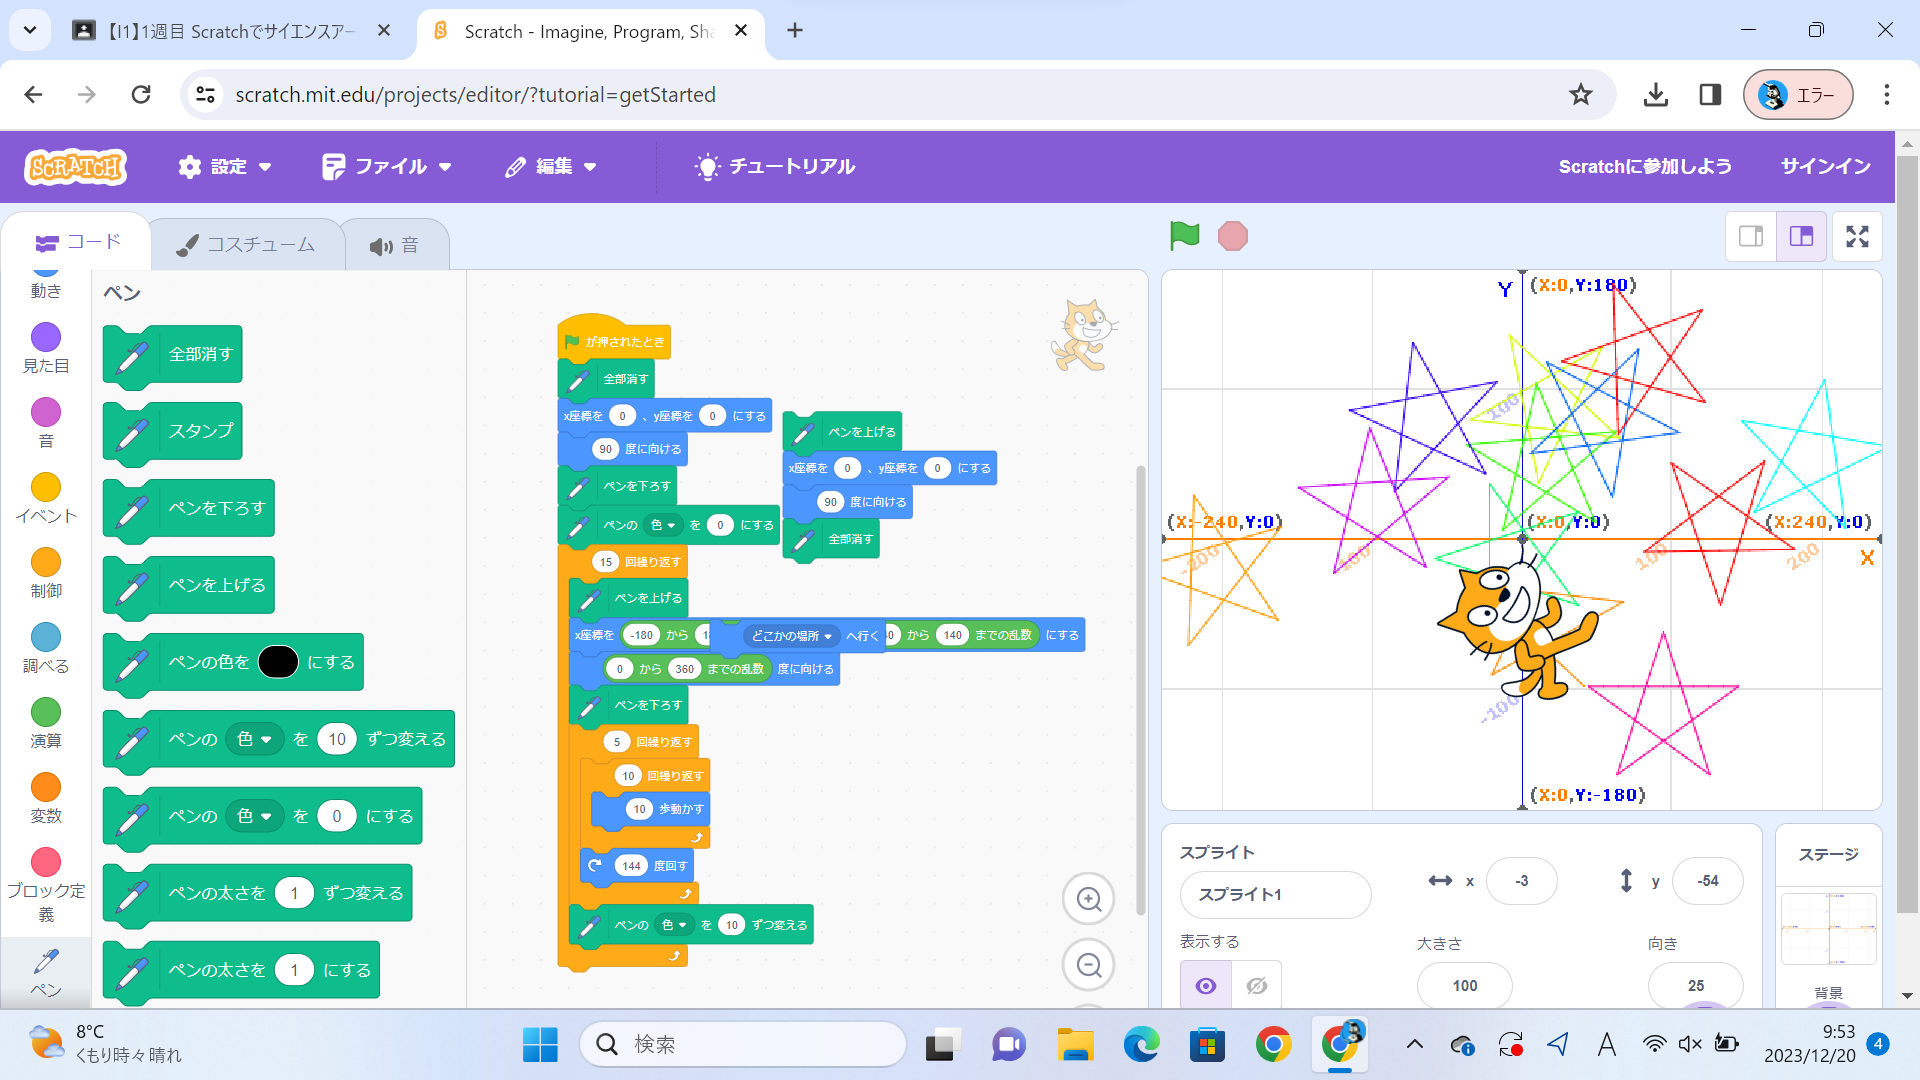 【I1】1週目 Scratchでサイエンスアー
Scratch - Imagine, Program, Sha
scratch.mit.edu/projects/editor/?tutorial=getStarted
エラー
SCRATCH
設定
ファイル
編集
チュートリアル
Scratchに参加しよう
サインイン
コード
コスチューム
音
動き
見た目
音
イベント
制御
調べる
演算
変数
ブロック定
義
ペン
ペン
全部消す
スタンプ
ペンを下ろす
ペンを上げる
ペンの色を にする
ペンの 色 を 10 ずつ変える
ペンの 色 を 0 にする
ペンの太さを 1 ずつ変える
ペンの太さを 1 にする
が押されたとき
全部消す
x座標を 0 、y座標を 0 にする
90 度に向ける
ペンを下ろす
ペンの 色 を 0 にする
15 回繰り返す
ペンを上げる
x座標を -180 から どこかの場所 へ行く から 140 までの乱数 にする
0 から 360 までの乱数 度に向ける
ペンを下ろす
5 回繰り返す
10 回繰り返す
10 歩動かす
144 度回す
ペンの 色 を 10 ずつ変える
ペンを上げる
x座標を 0 、y座標を 0 にする
90 度に向ける
全部消す
Y (X:0,Y:180)
100
(X:-240,Y:0) (X:0,Y:0) (X:240,Y:0)
-200 -100 100 200 X
-100
(X:0,Y:-180)
スプライト
スプライト1
x -3
y -54
表示する
大きさ
100
向き
25
ステージ
背景
8°C
くもり時々晴れ
検索
A
9:53
2023/12/20
4